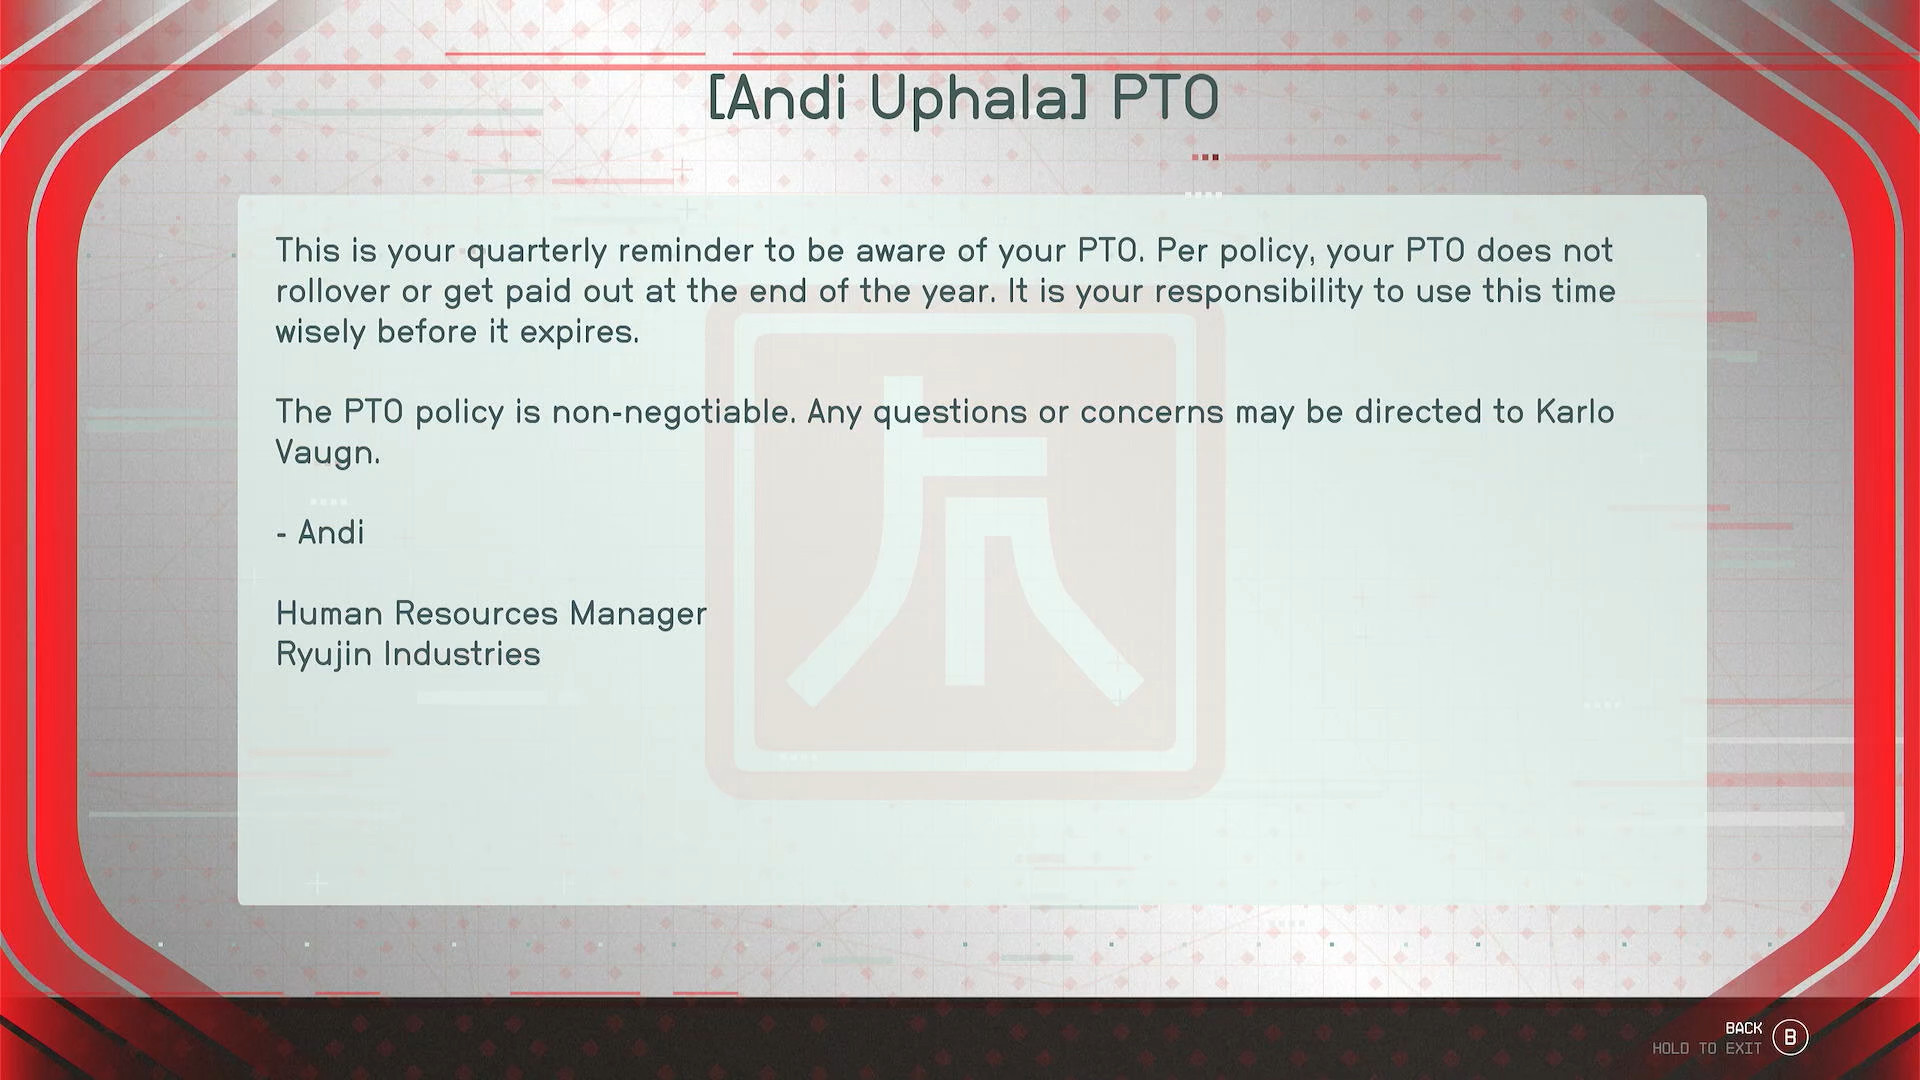 [Andi Uphala] PTO
This is your quarterly reminder to be aware of your PTO. Per policy, your PTO does not
rollover or get paid out at the end of the year. It is your responsibility to use this time
wisely before it expires.
The PTO policy is non-negotiable. Any questions or concerns may be directed to Karlo
Vaugn.
- Andi
Human Resources Manager
Ryujin Industries
BACK
B
HOLD TO EXIT